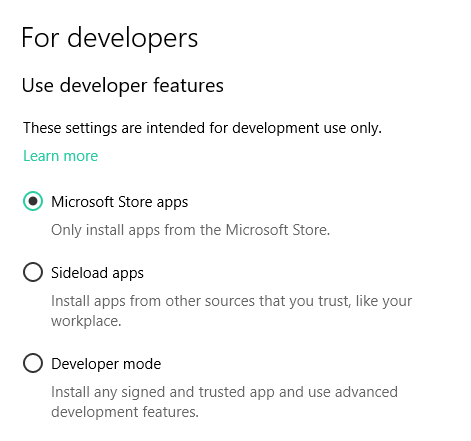 For developers
Use developer features
These settings are intended for development use only.
Learn more
Microsoft Store apps
Only install apps from the Microsoft Store.
Sideload apps
Install apps from other sources that you trust, like your
workplace.
Developer mode
Install any signed and trusted app and use advanced
development features.